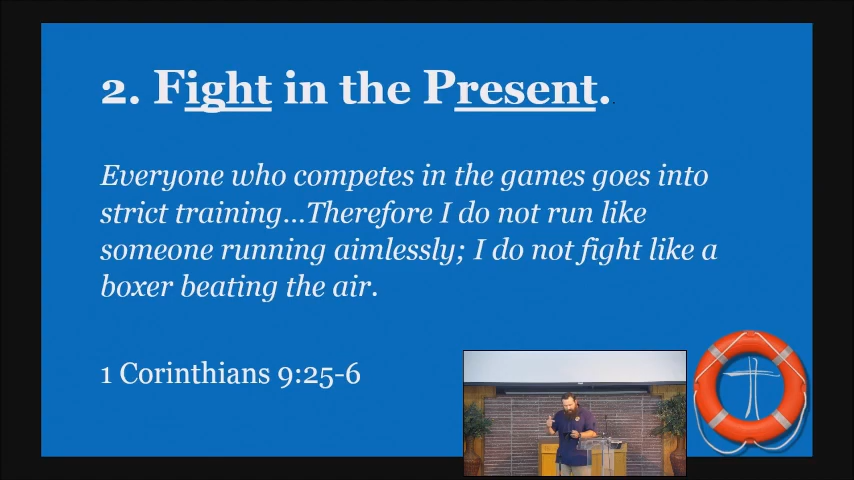 2. Fight in the Present.
Everyone who competes in the games goes into
strict training...Therefore I do not run like
someone running aimlessly; I do not fight like a
boxer beating the air.
1 Corinthians 9:25-6